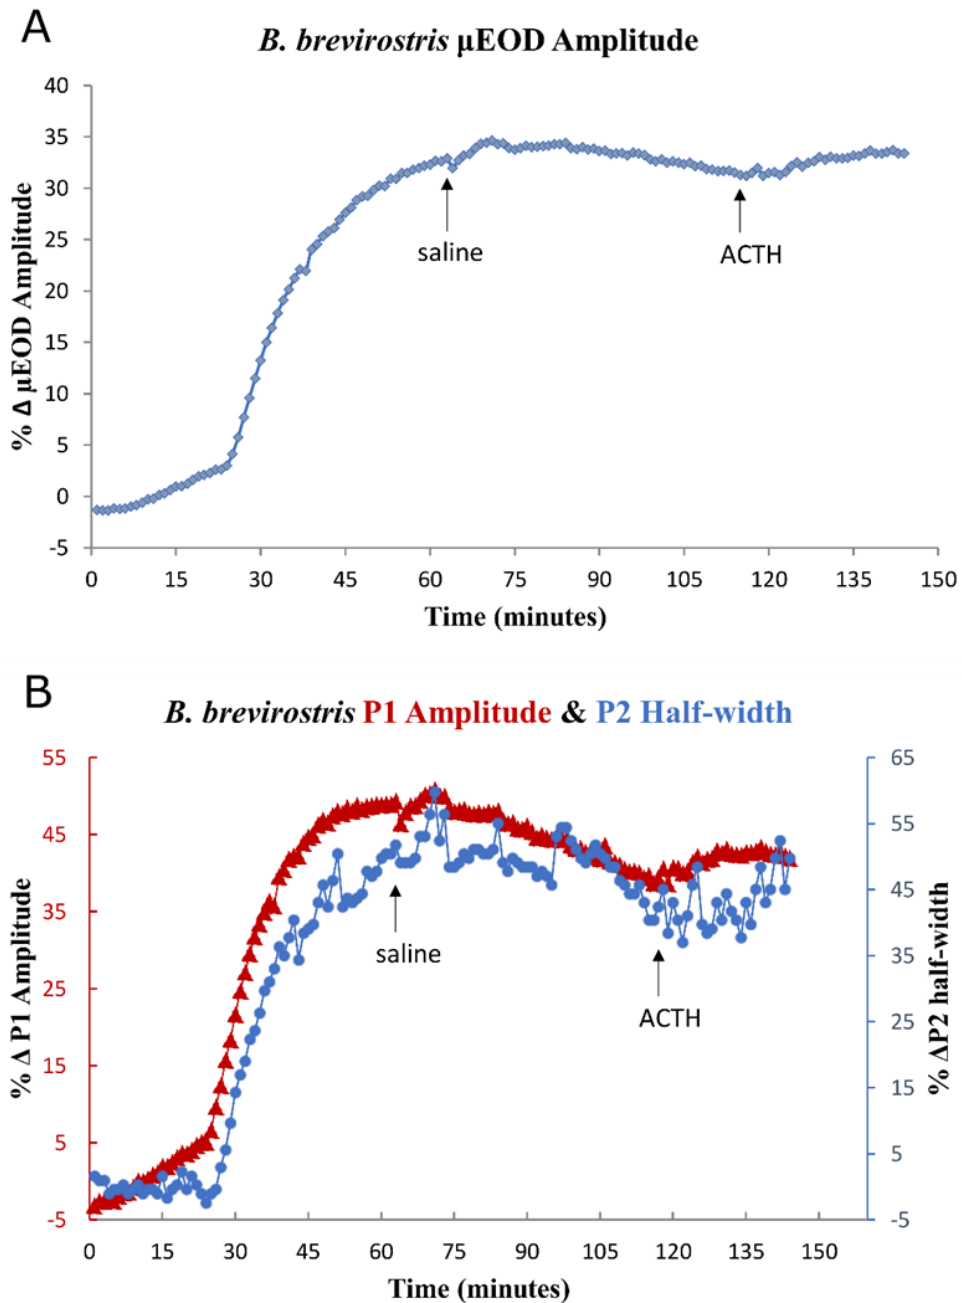 A
B. brevirostris µEOD Amplitude
% Δ µEOD Amplitude
40
35
30
25
20
15
10
5
0
-5
saline
ACTH
0 15 30 45 60 75 90 105 120 135 150
Time (minutes)
B
B. brevirostris P1 Amplitude & P2 Half-width
% Δ P1 Amplitude
55
45
35
25
15
5
-5
saline
ACTH
65
55
45
35
25
15
5
-5
% ΔP2 half-width
0 15 30 45 60 75 90 105 120 135 150
Time (minutes)